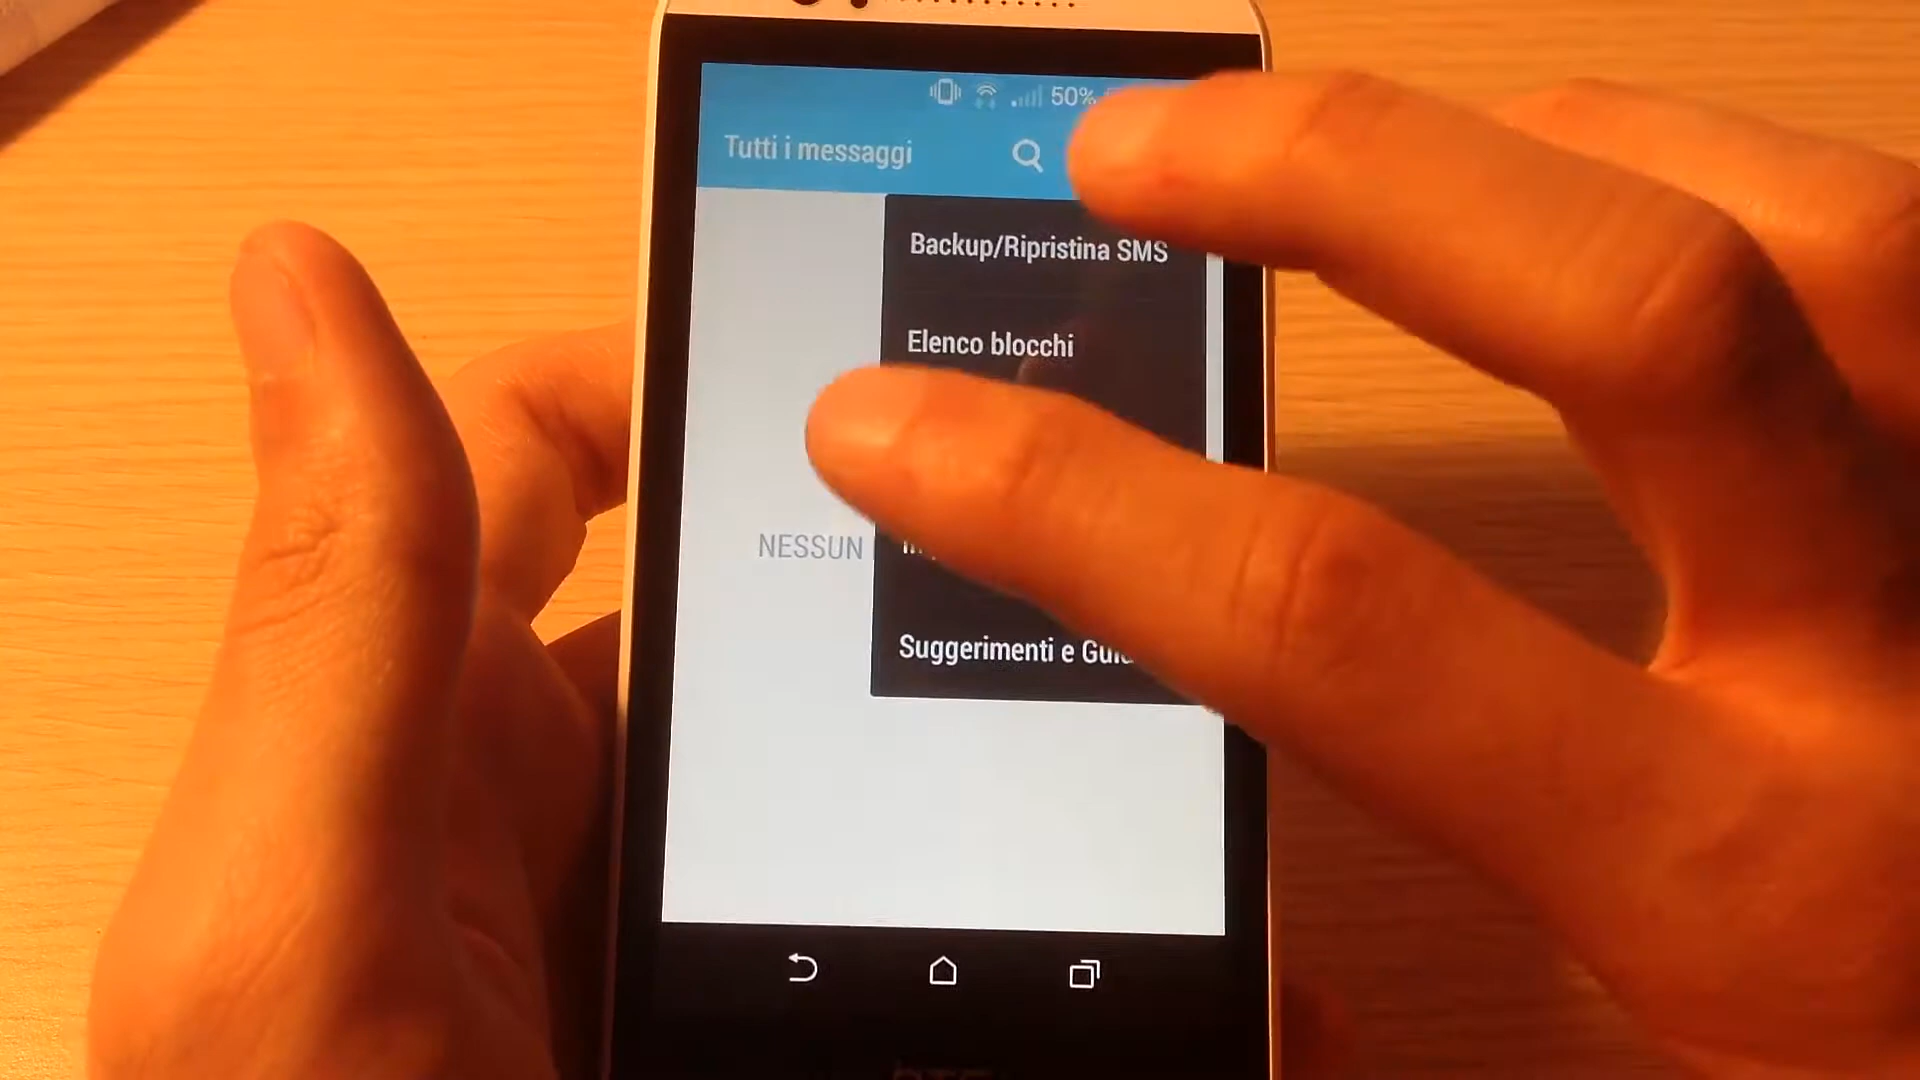 50%
Tutti i messaggi
Backup/Ripristina SMS
Elenco blocchi
NESSUN
Suggerimenti e